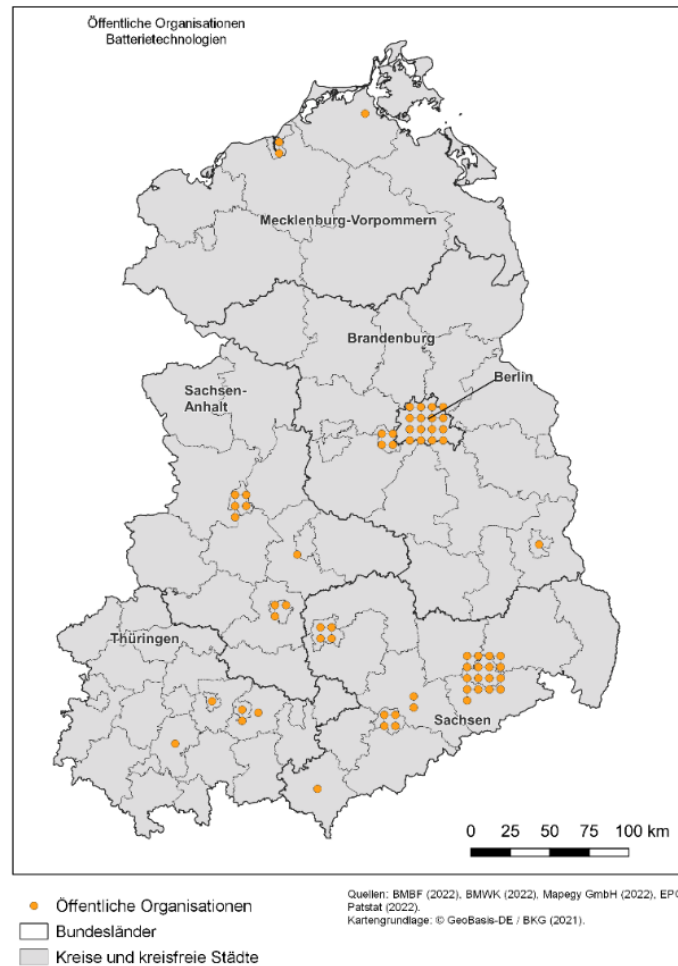 Öffentliche Organisationen
Batterietechnologien
Mecklenburg-Vorpommern
Brandenburg
Berlin
Sachsen-
Anhalt
Thüringen
Sachsen
0 25 50 75 100 km
Öffentliche Organisationen
Bundesländer
Kreise und kreisfreie Städte
Quellen: BMBF (2022), BMWK (2022), Mapegy GmbH (2022), EPO
Patstat (2022).
Kartengrundlage: © GeoBasis-DE / BKG (2021).